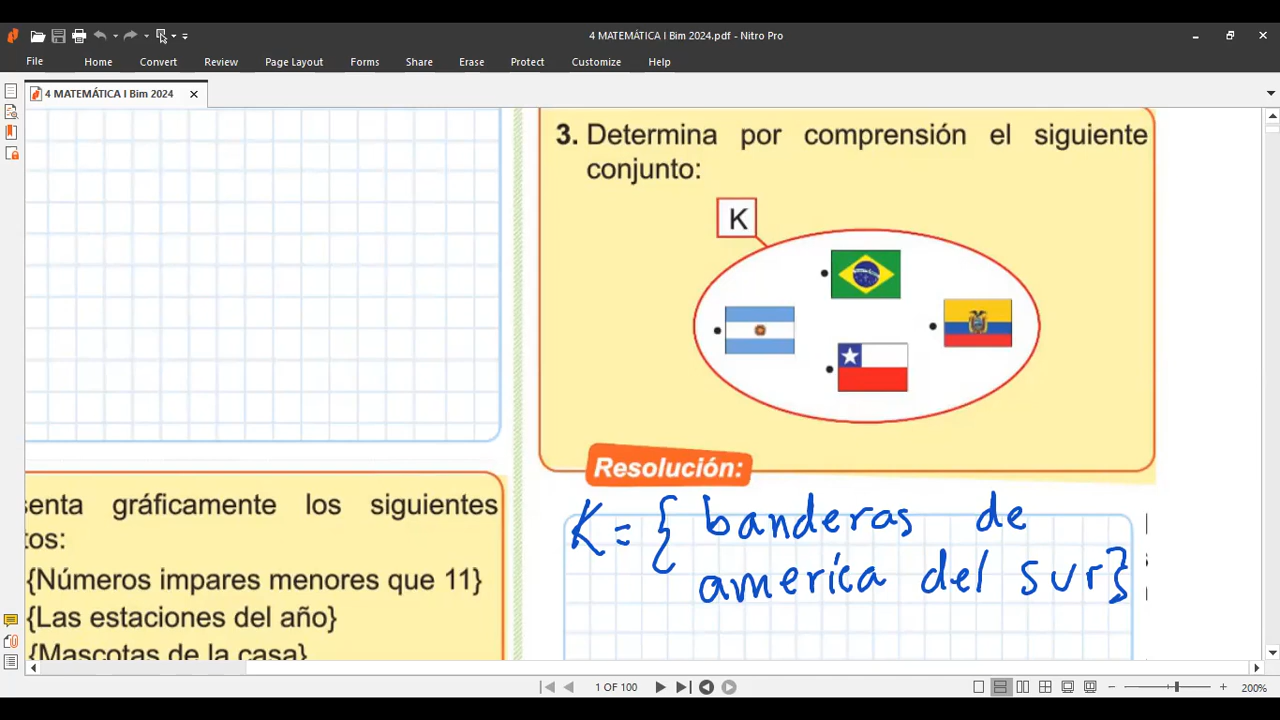 4 MATEMÁTICA I Bim 2024.pdf - Nitro Pro
File Home Convert Review Page Layout Forms Share Erase Protect Customize Help
4 MATEMÁTICA I Bim 2024
3. Determina por comprensión el siguiente
conjunto:
K
Resolución:
K = { banderas de
america del sur}
senta gráficamente los siguientes
tos:
{Números impares menores que 11}
{Las estaciones del año}
{Mascotas de la casa}
1 OF 100
200%